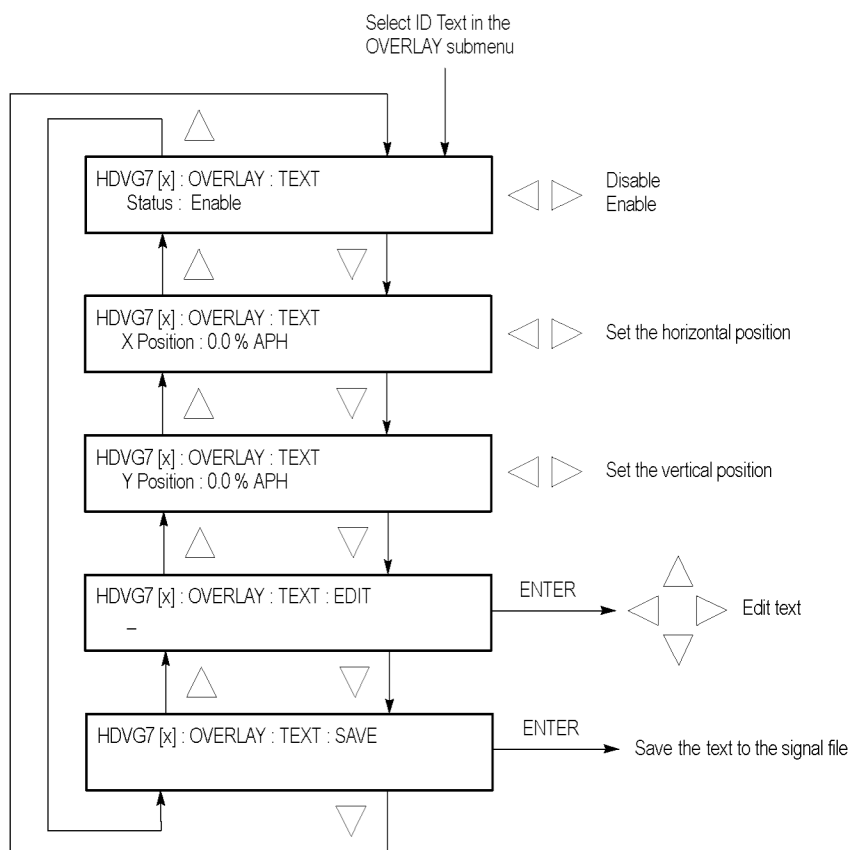 Select ID Text in the
OVERLAY submenu
HDVG7 [x] : OVERLAY : TEXT
Status : Enable
Disable
Enable
HDVG7 [x] : OVERLAY : TEXT
X Position : 0.0 % APH
Set the horizontal position
HDVG7 [x] : OVERLAY : TEXT
Y Position : 0.0 % APH
Set the vertical position
HDVG7 [x] : OVERLAY : TEXT : EDIT
_
ENTER
Edit text
HDVG7 [x] : OVERLAY : TEXT : SAVE
ENTER
Save the text to the signal file